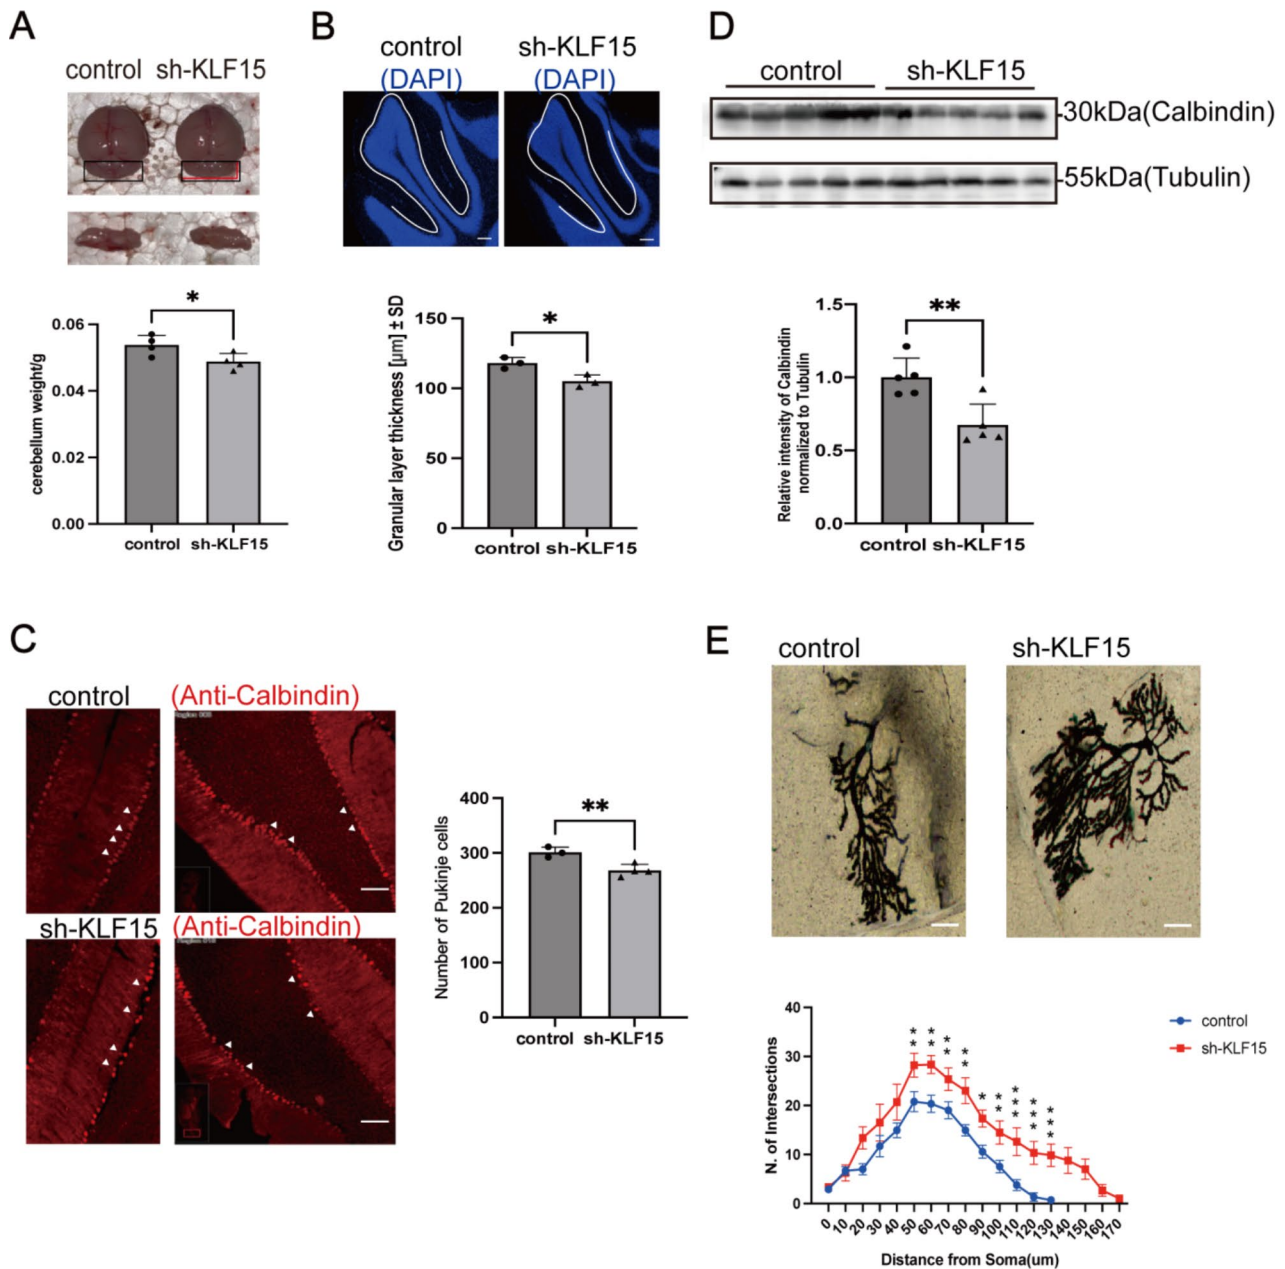 A
control sh-KLF15
*
cerebellum weight/g
0.06
0.04
0.02
0.00
control sh-KLF15
B
control sh-KLF15
(DAPI) (DAPI)
*
Granular layer thickness [μm] ± SD
150
100
50
0
control sh-KLF15
D
control sh-KLF15
-30kDa(Calbindin)
-55kDa(Tubulin)
**
Relative intensity of Calbindin
normalized to Tubulin
1.5
1.0
0.5
0.0
control sh-KLF15
C
control (Anti-Calbindin)
sh-KLF15 (Anti-Calbindin)
**
Number of Pukinje cells
400
300
200
100
0
control sh-KLF15
E
control sh-KLF15
N. of Intersections
40
30
20
10
0
** ** ** ** * ** *** *** ***
control
sh-KLF15
0 10 20 30 40 50 60 70 80 90 100 110 120 130 140 150 160 170
Distance from Soma(um)